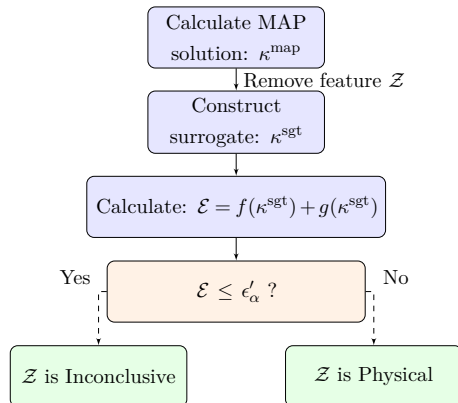 Calculate MAP
solution: κ^map
Remove feature 𝒵
Construct
surrogate: κ^sgt
Calculate: ℰ = f(κ^sgt) + g(κ^sgt)
Yes
ℰ ≤ ϵ′_α ?
No
𝒵 is Inconclusive
𝒵 is Physical